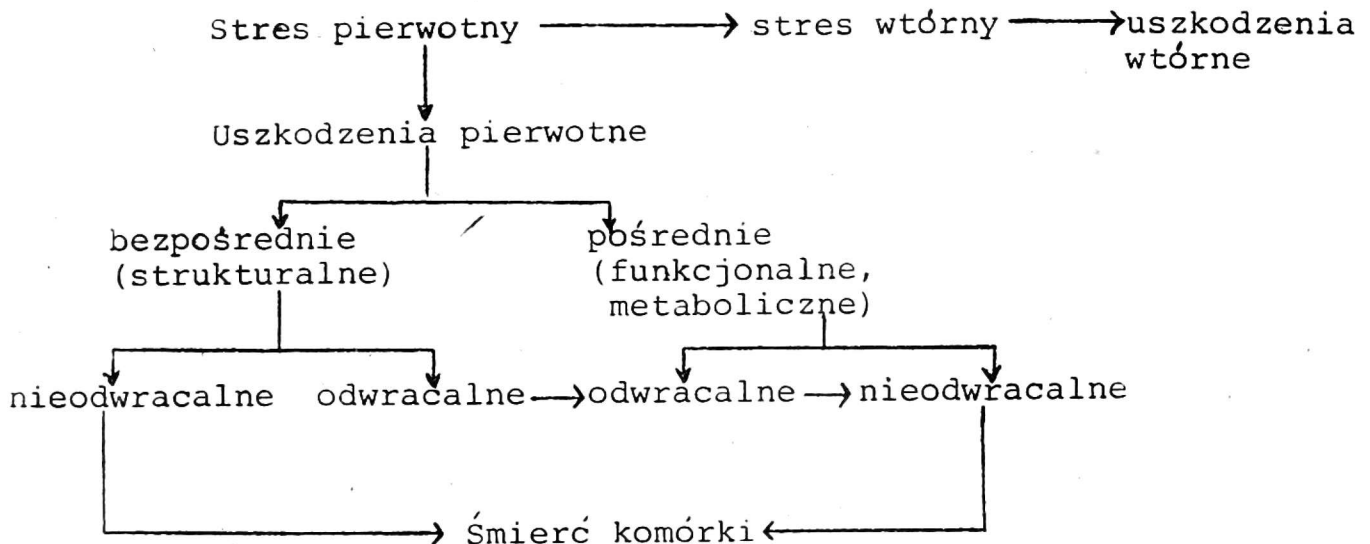 Stres pierwotny → stres wtórny → uszkodzenia
wtórne
Uszkodzenia pierwotne
bezpośrednie pośrednie
(strukturalne) (funkcjonalne,
metaboliczne)
nieodwracalne odwracalne → odwracalne → nieodwracalne
Śmierć komórki